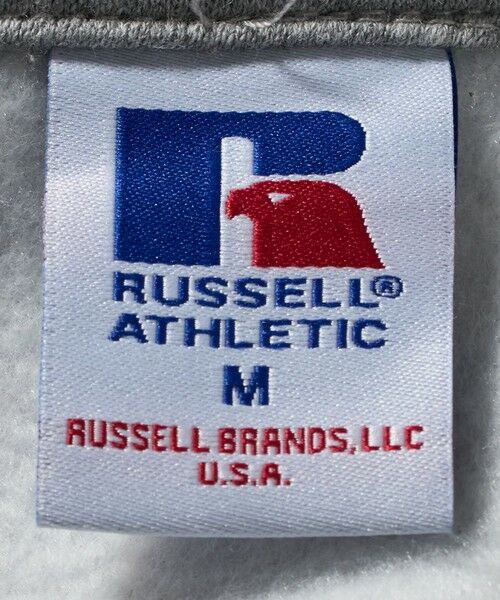 RUSSELL®
ATHLETIC
M
RUSSELL BRANDS, LLC
U.S.A.